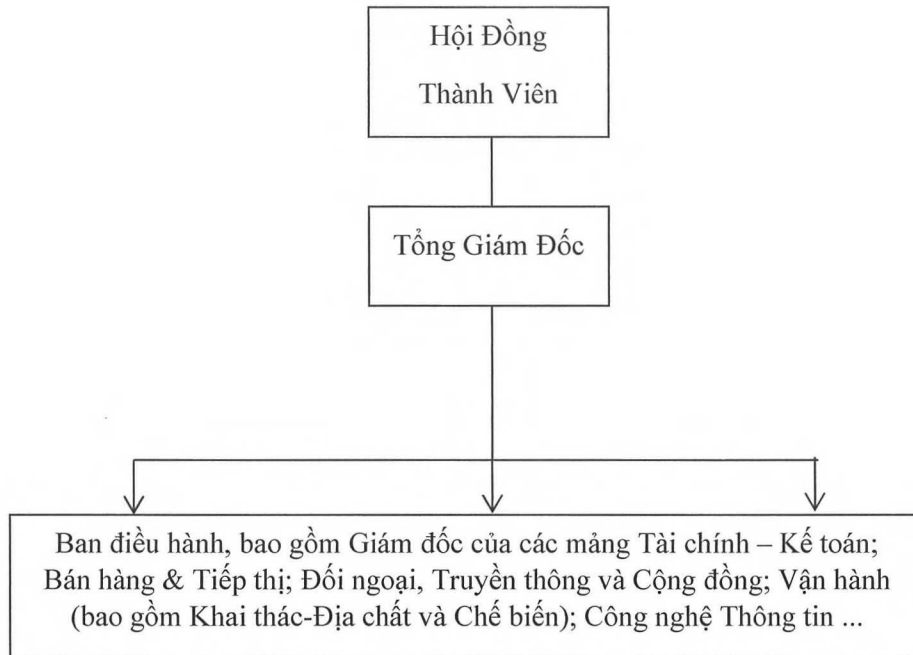 Hội Đồng
Thành Viên
Tổng Giám Đốc
Ban điều hành, bao gồm Giám đốc của các mảng Tài chính – Kế toán;
Bán hàng & Tiếp thị; Đối ngoại, Truyền thông và Cộng đồng; Vận hành
(bao gồm Khai thác-Địa chất và Chế biến); Công nghệ Thông tin ...